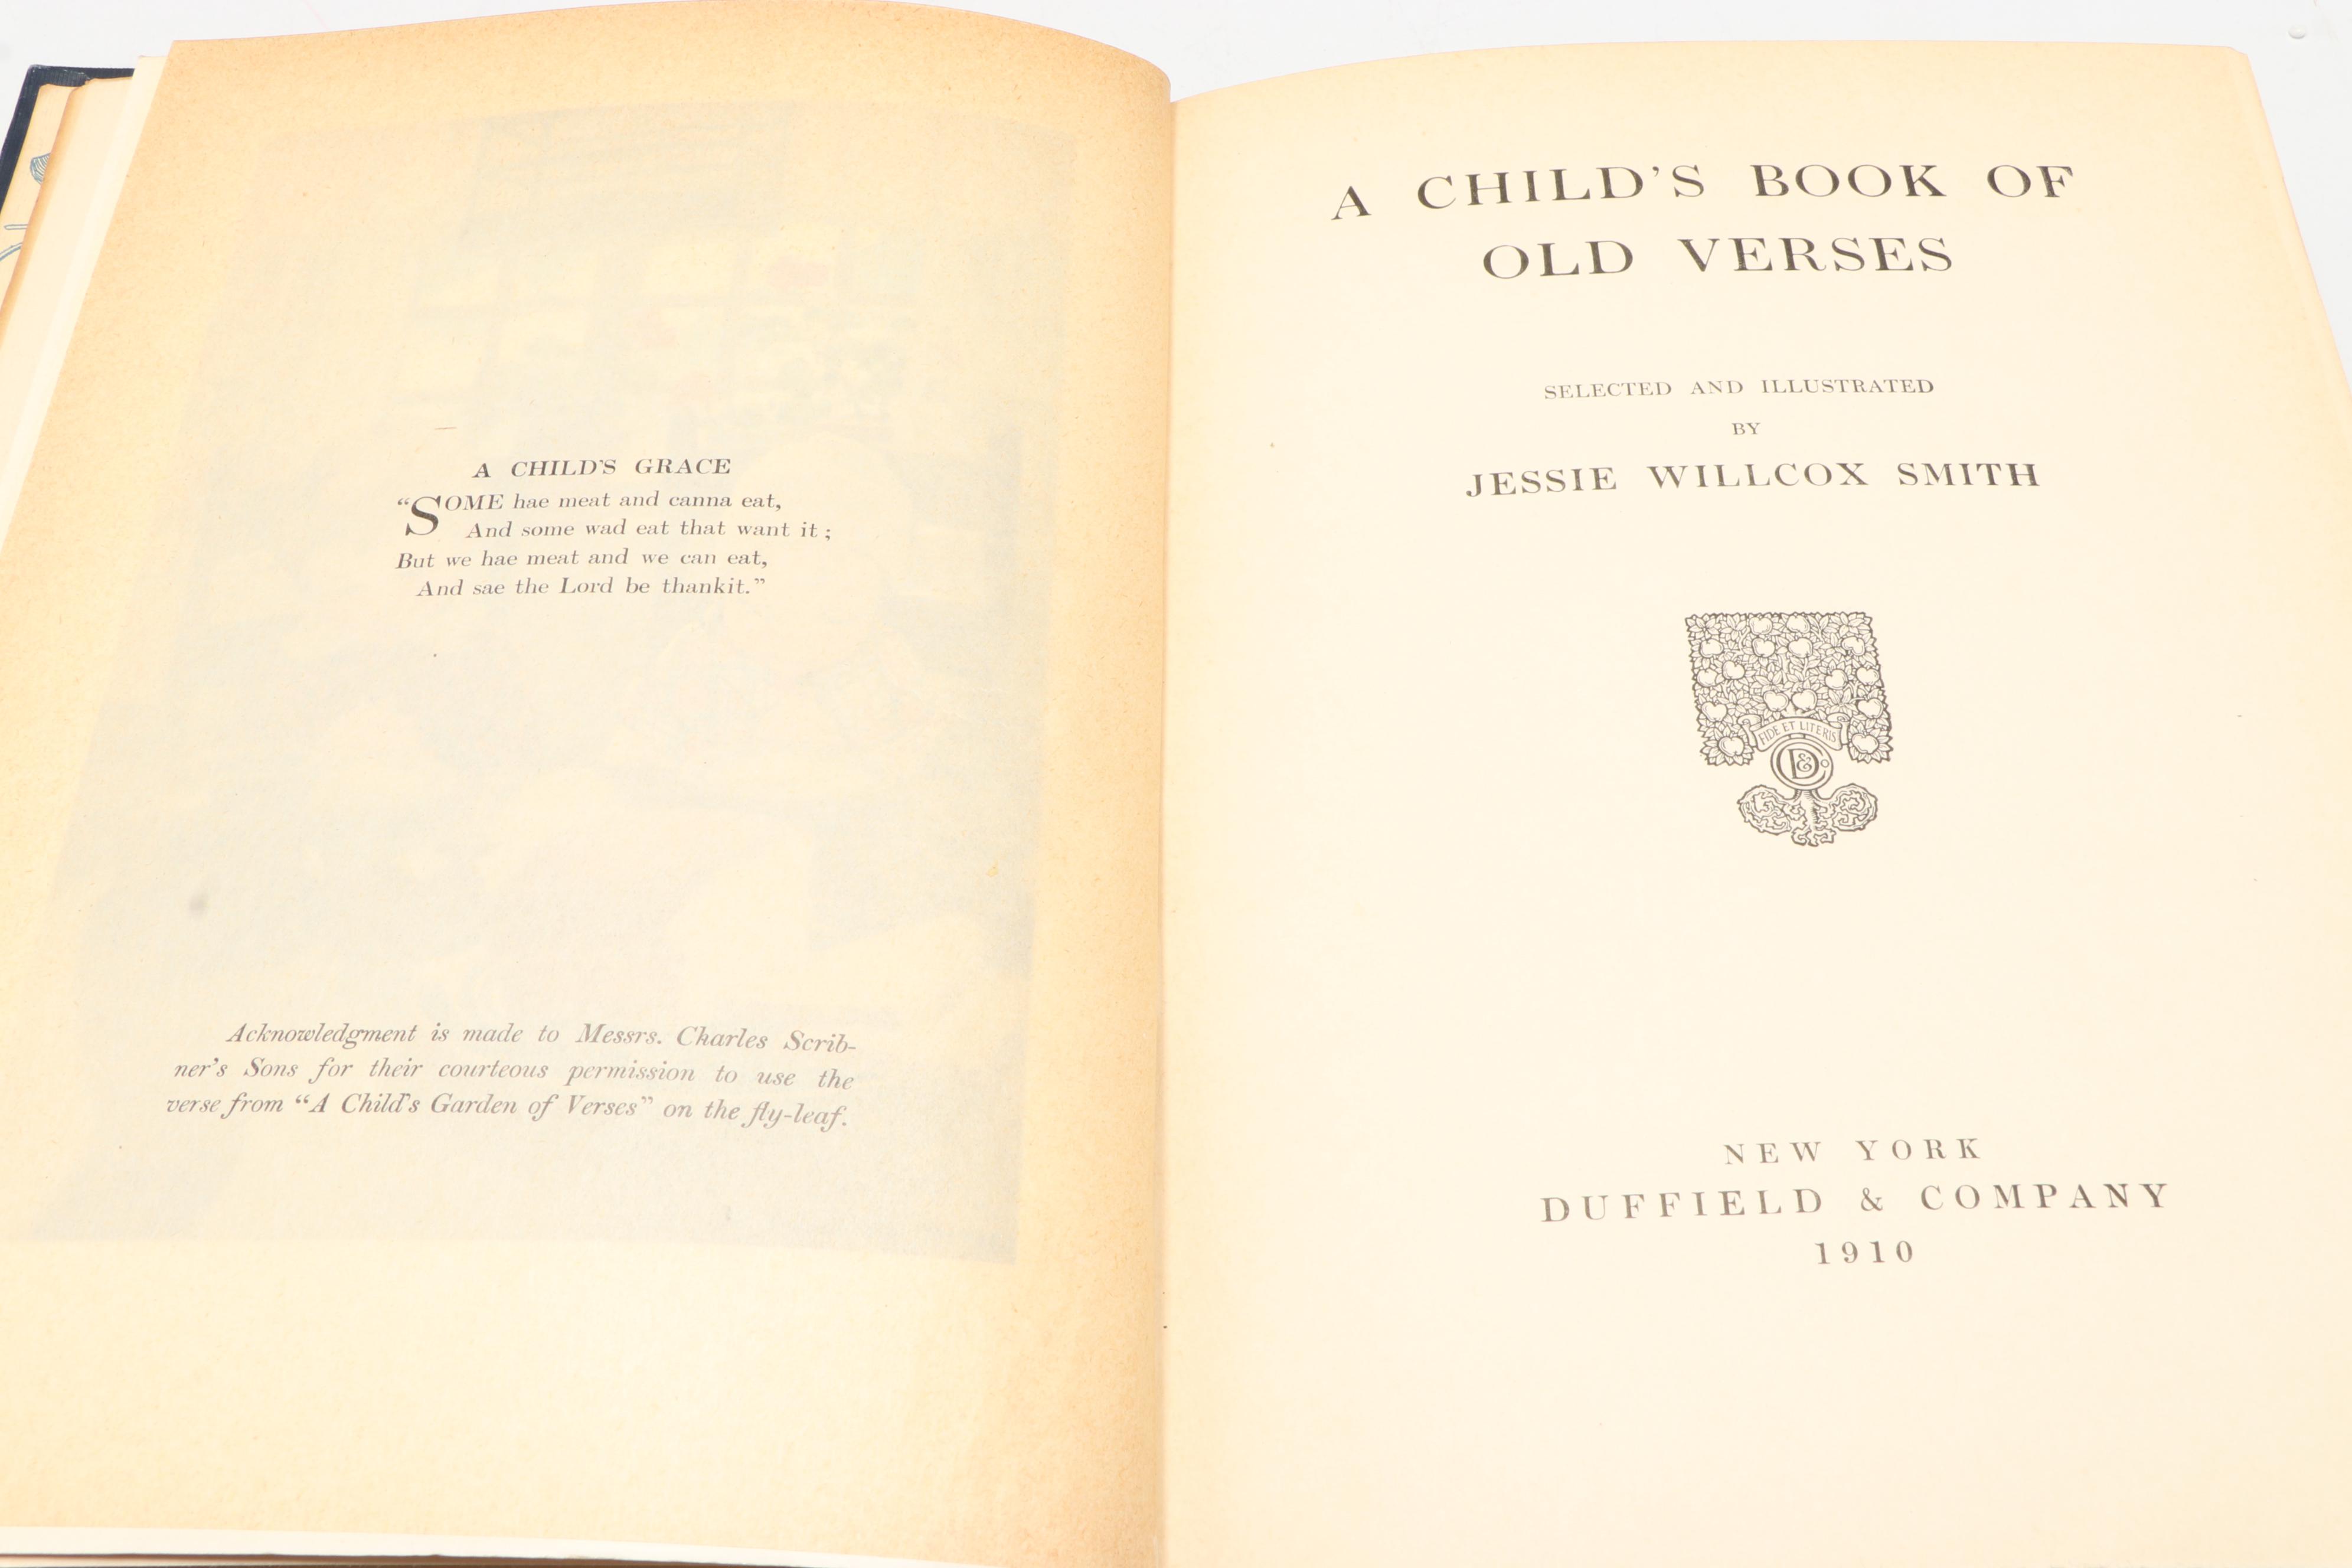 A CHILD'S GRACE
“SOME hae meat and canna eat,
And some wad eat that want it;
But we hae meat and we can eat,
And sae the Lord be thankit.”
Acknowledgment is made to Messrs. Charles Scrib-
ner's Sons for their courteous permission to use the
verse from “A Child's Garden of Verses” on the fly-leaf.
A CHILD'S BOOK OF
OLD VERSES
SELECTED AND ILLUSTRATED
BY
JESSIE WILLCOX SMITH
FIDE ET LITERIS
D & Co
NEW YORK
DUFFIELD & COMPANY
1910